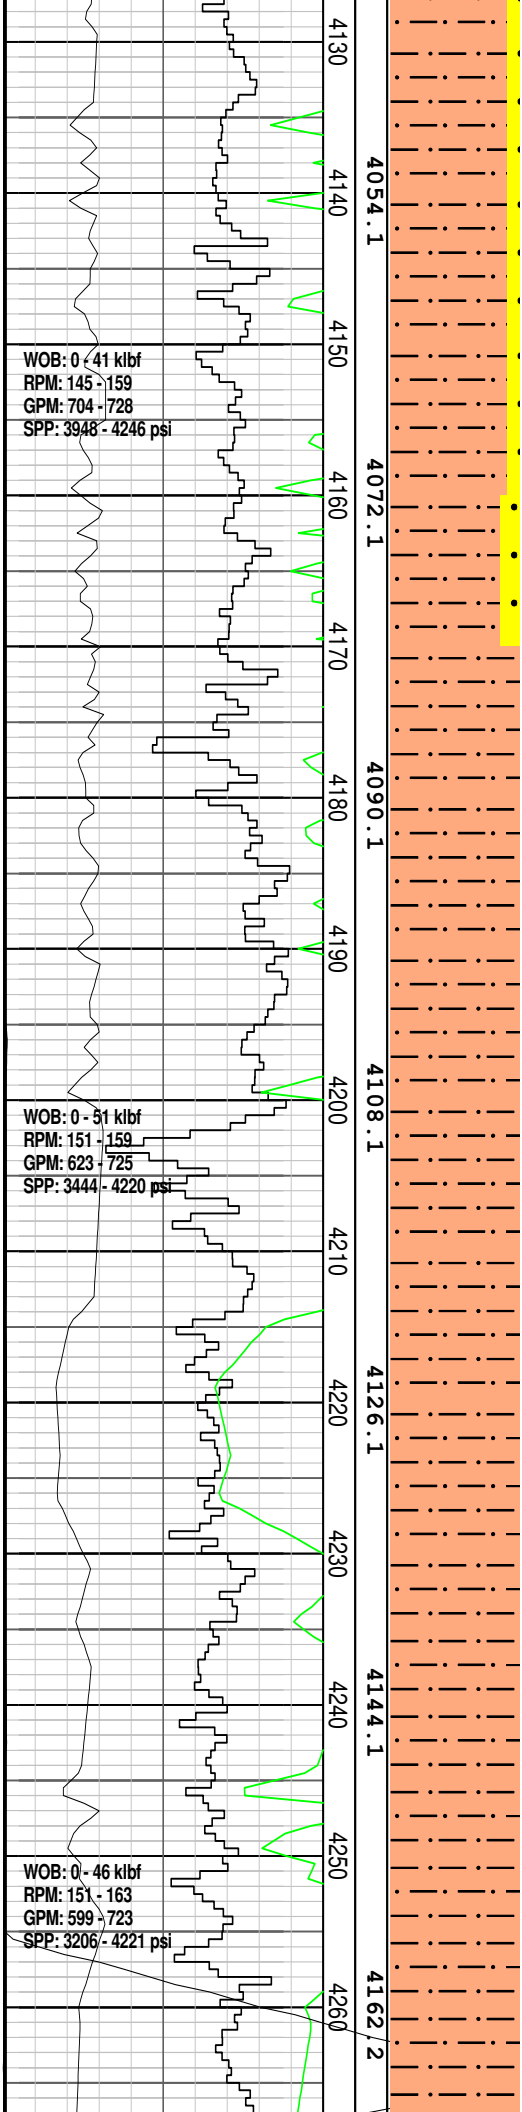 4130
4054.1
4140
4150
WOB: 0 - 41 klbf
RPM: 145 - 159
GPM: 704 - 728
SPP: 3948 - 4246 psi
4160
4072.1
4170
4180
4090.1
4190
4200
4108.1
WOB: 0 - 51 klbf
RPM: 151 - 159
GPM: 623 - 725
SPP: 3444 - 4220 psi
4210
4220
4126.1
4230
4240
4144.1
4250
WOB: 0 - 46 klbf
RPM: 151 - 163
GPM: 599 - 723
SPP: 3206 - 4221 psi
4260
4162.2